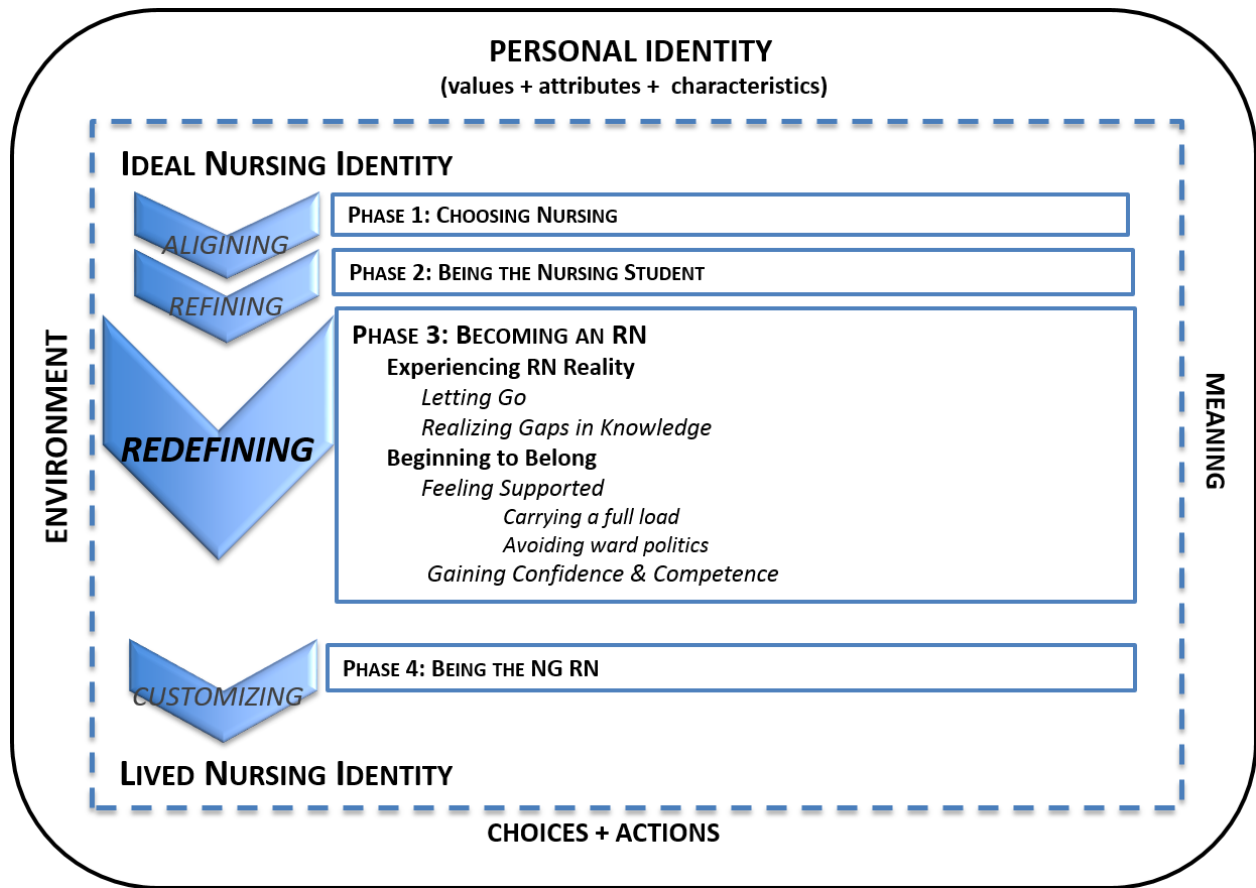 PERSONAL IDENTITY
(values + attributes + characteristics)
IDEAL NURSING IDENTITY
ALIGINING
PHASE 1: CHOOSING NURSING
REFINING
PHASE 2: BEING THE NURSING STUDENT
REDEFINING
PHASE 3: BECOMING AN RN
Experiencing RN Reality
Letting Go
Realizing Gaps in Knowledge
Beginning to Belong
Feeling Supported
Carrying a full load
Avoiding ward politics
Gaining Confidence & Competence
CUSTOMIZING
PHASE 4: BEING THE NG RN
LIVED NURSING IDENTITY
ENVIRONMENT
MEANING
CHOICES + ACTIONS